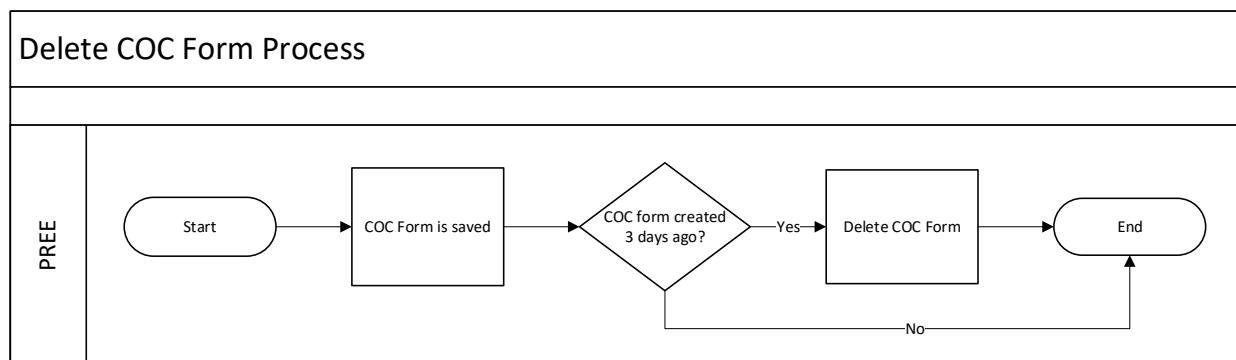 Delete COC Form Process
PREE
Start
COC Form is saved
COC form created
3 days ago?
Yes
Delete COC Form
End
No